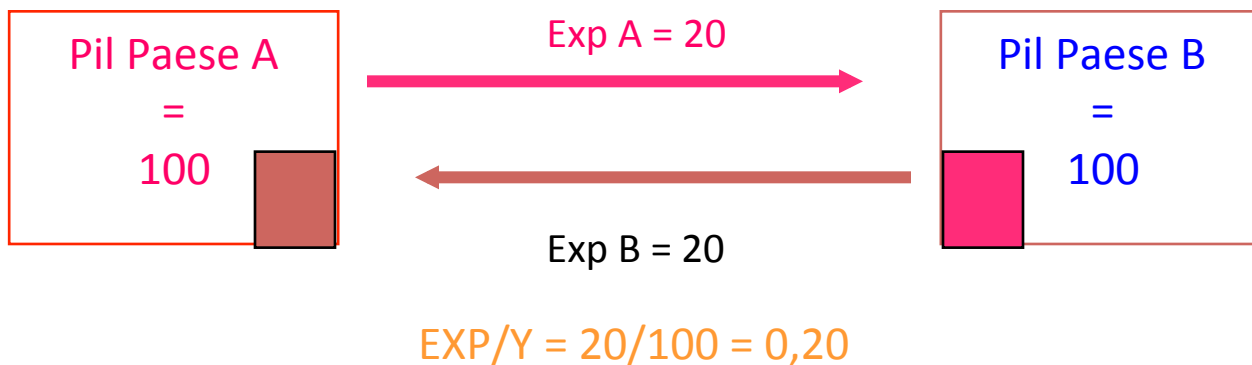 Pil Paese A
=
100
Exp A = 20
Exp B = 20
Pil Paese B
=
100
EXP/Y = 20/100 = 0,20